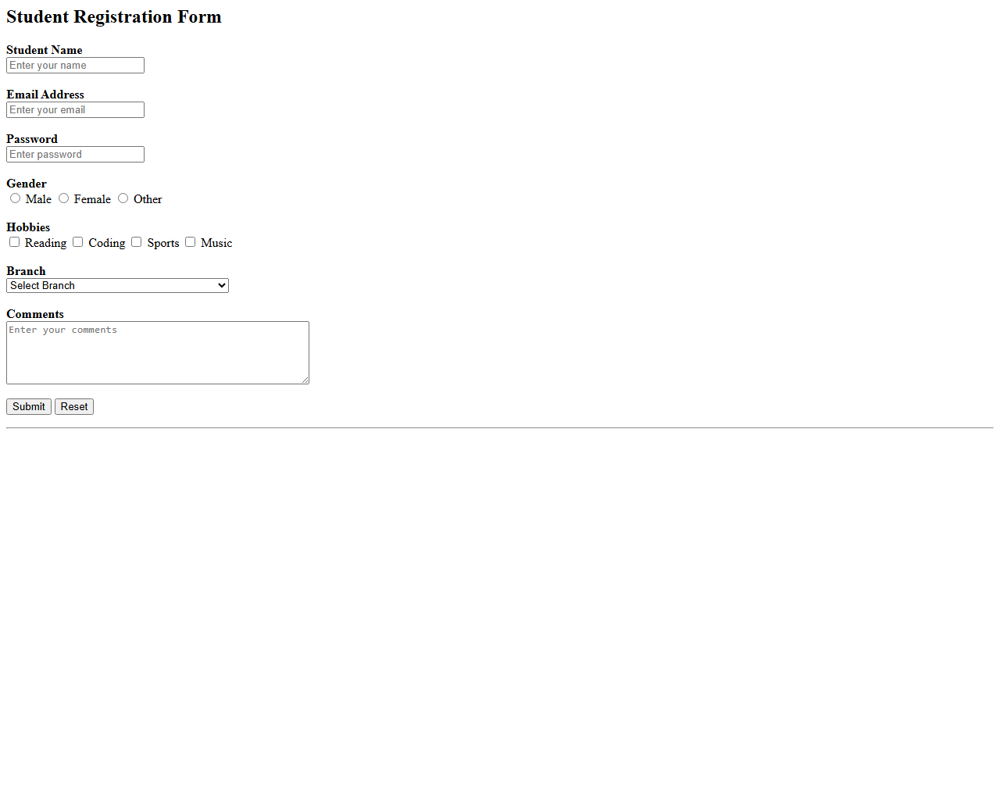 Student Registration Form
Student Name
Enter your name
Email Address
Enter your email
Password
Enter password
Gender
Male Female Other
Hobbies
Reading Coding Sports Music
Branch
Select Branch
Comments
Enter your comments
Submit Reset